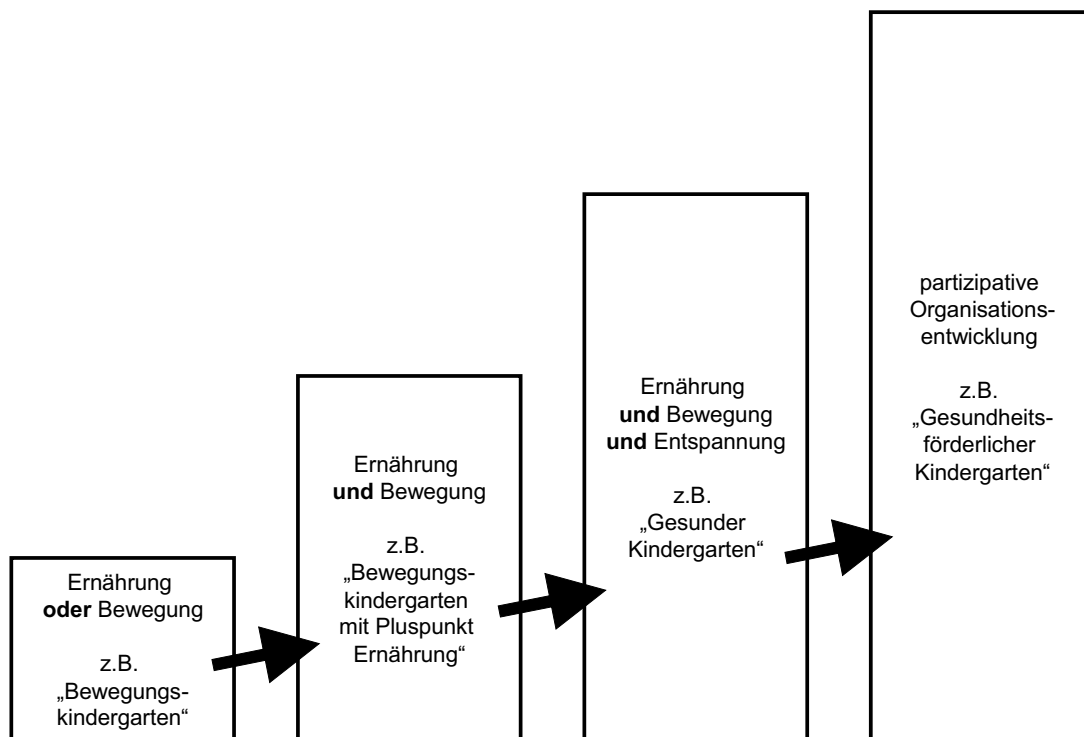 Ernährung
oder Bewegung
z.B.
„Bewegungs-
kindergarten“
Ernährung
und Bewegung
z.B.
„Bewegungs-
kindergarten
mit Pluspunkt
Ernährung“
Ernährung
und Bewegung
und Entspannung
z.B.
„Gesunder
Kindergarten“
partizipative
Organisations-
entwicklung
z.B.
„Gesundheits-
förderlicher
Kindergarten“